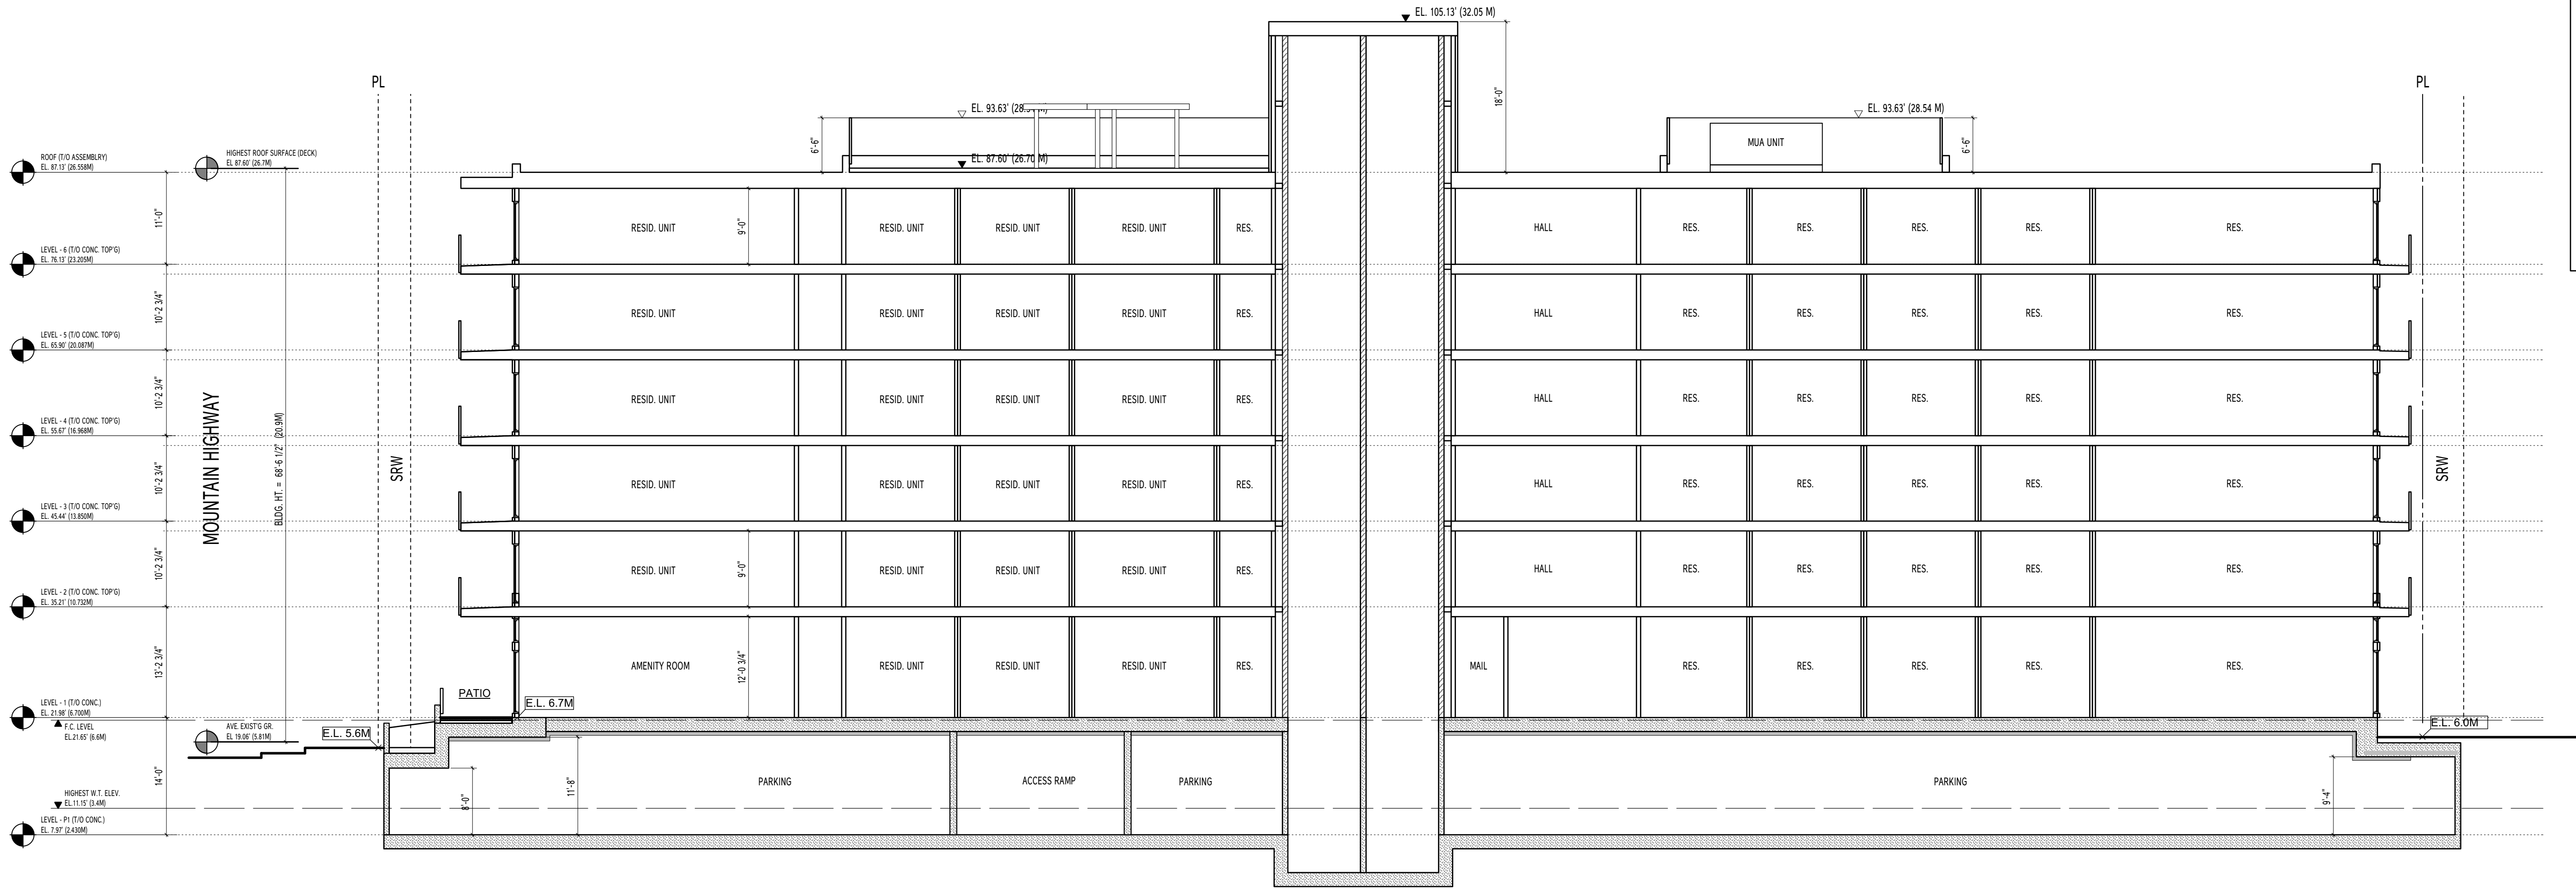 EL. 105.13' (32.05 M)
PL
PL
18'-0"
EL. 93.63' (28.54 M)
EL. 93.63' (28.54 M)
6'-6"
MUA UNIT
6'-6"
ROOF (T/O ASSEMBLRY)
EL. 87.13' (26.558M)
HIGHEST ROOF SURFACE (DECK)
EL 87.60' (26.7M)
EL. 87.60' (26.70 M)
11'-0"
RESID. UNIT
9'-0"
RESID. UNIT
RESID. UNIT
RESID. UNIT
RES.
HALL
RES.
RES.
RES.
RES.
RES.
LEVEL - 6 (T/O CONC. TOP'G)
EL. 76.13' (23.205M)
10'-2 3/4"
RESID. UNIT
RESID. UNIT
RESID. UNIT
RESID. UNIT
RES.
HALL
RES.
RES.
RES.
RES.
RES.
LEVEL - 5 (T/O CONC. TOP'G)
EL. 65.90' (20.087M)
10'-2 3/4"
RESID. UNIT
RESID. UNIT
RESID. UNIT
RESID. UNIT
RES.
HALL
RES.
RES.
RES.
RES.
RES.
LEVEL - 4 (T/O CONC. TOP'G)
EL. 55.67' (16.968M)
MOUNTAIN HIGHWAY
BLDG. HT. = 68'-6 1/2" (20.9M)
SRW
SRW
10'-2 3/4"
RESID. UNIT
RESID. UNIT
RESID. UNIT
RESID. UNIT
RES.
HALL
RES.
RES.
RES.
RES.
RES.
LEVEL - 3 (T/O CONC. TOP'G)
EL. 45.44' (13.850M)
10'-2 3/4"
RESID. UNIT
9'-0"
RESID. UNIT
RESID. UNIT
RESID. UNIT
RES.
HALL
RES.
RES.
RES.
RES.
RES.
LEVEL - 2 (T/O CONC. TOP'G)
EL. 35.21' (10.732M)
13'-2 3/4"
AMENITY ROOM
12'-0 3/4"
RESID. UNIT
RESID. UNIT
RESID. UNIT
RES.
MAIL
RES.
RES.
RES.
RES.
RES.
PATIO
E.L. 6.7M
LEVEL - 1 (T/O CONC.)
EL. 21.98' (6.700M)
F.C. LEVEL
EL.21.65' (6.6M)
AVE. EXIST'G GR.
EL 19.06' (5.81M)
E.L. 5.6M
E.L. 6.0M
14'-0"
8'-0"
11'-8"
PARKING
ACCESS RAMP
PARKING
PARKING
9'-4"
HIGHEST W.T. ELEV.
EL.11.15' (3.4M)
LEVEL - P1 (T/O CONC.)
EL. 7.97' (2.430M)